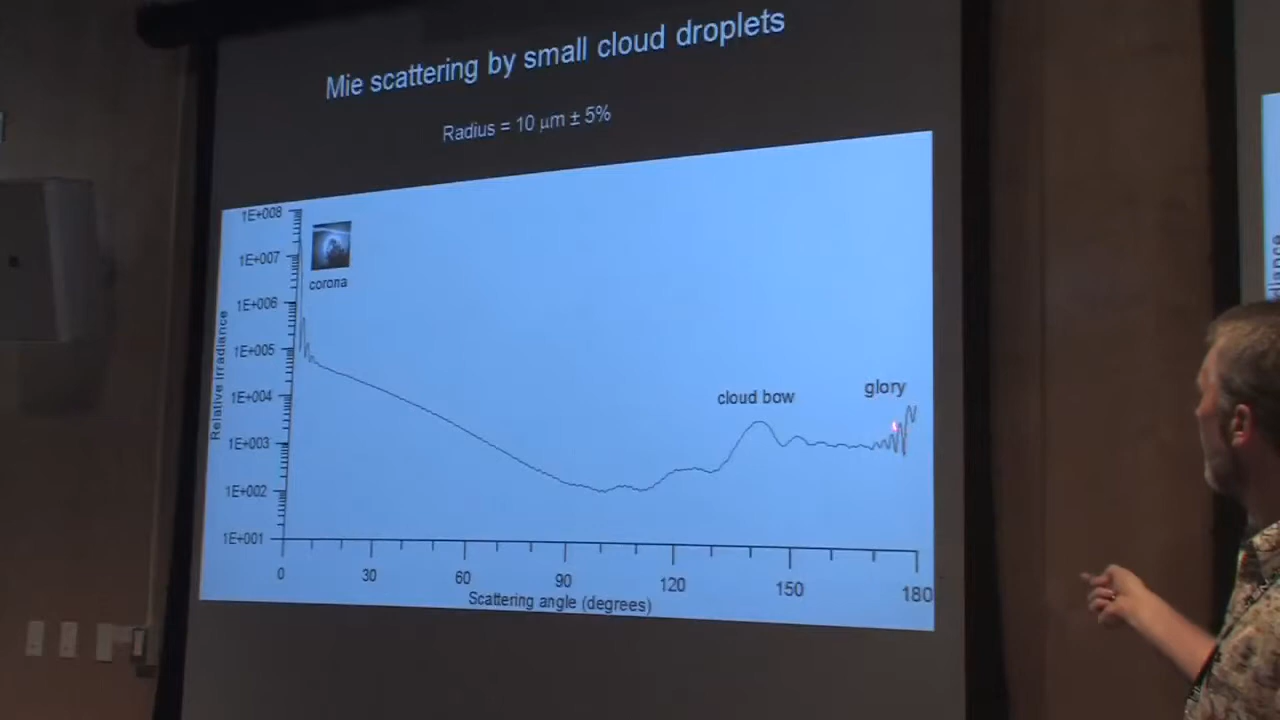 Mie scattering by small cloud droplets
Radius = 10 µm ± 5%
1E+008
1E+007
1E+006
1E+005
1E+004
1E+003
1E+002
1E+001
Relative irradiance
corona
cloud bow
glory
0 30 60 90 120 150 180
Scattering angle (degrees)